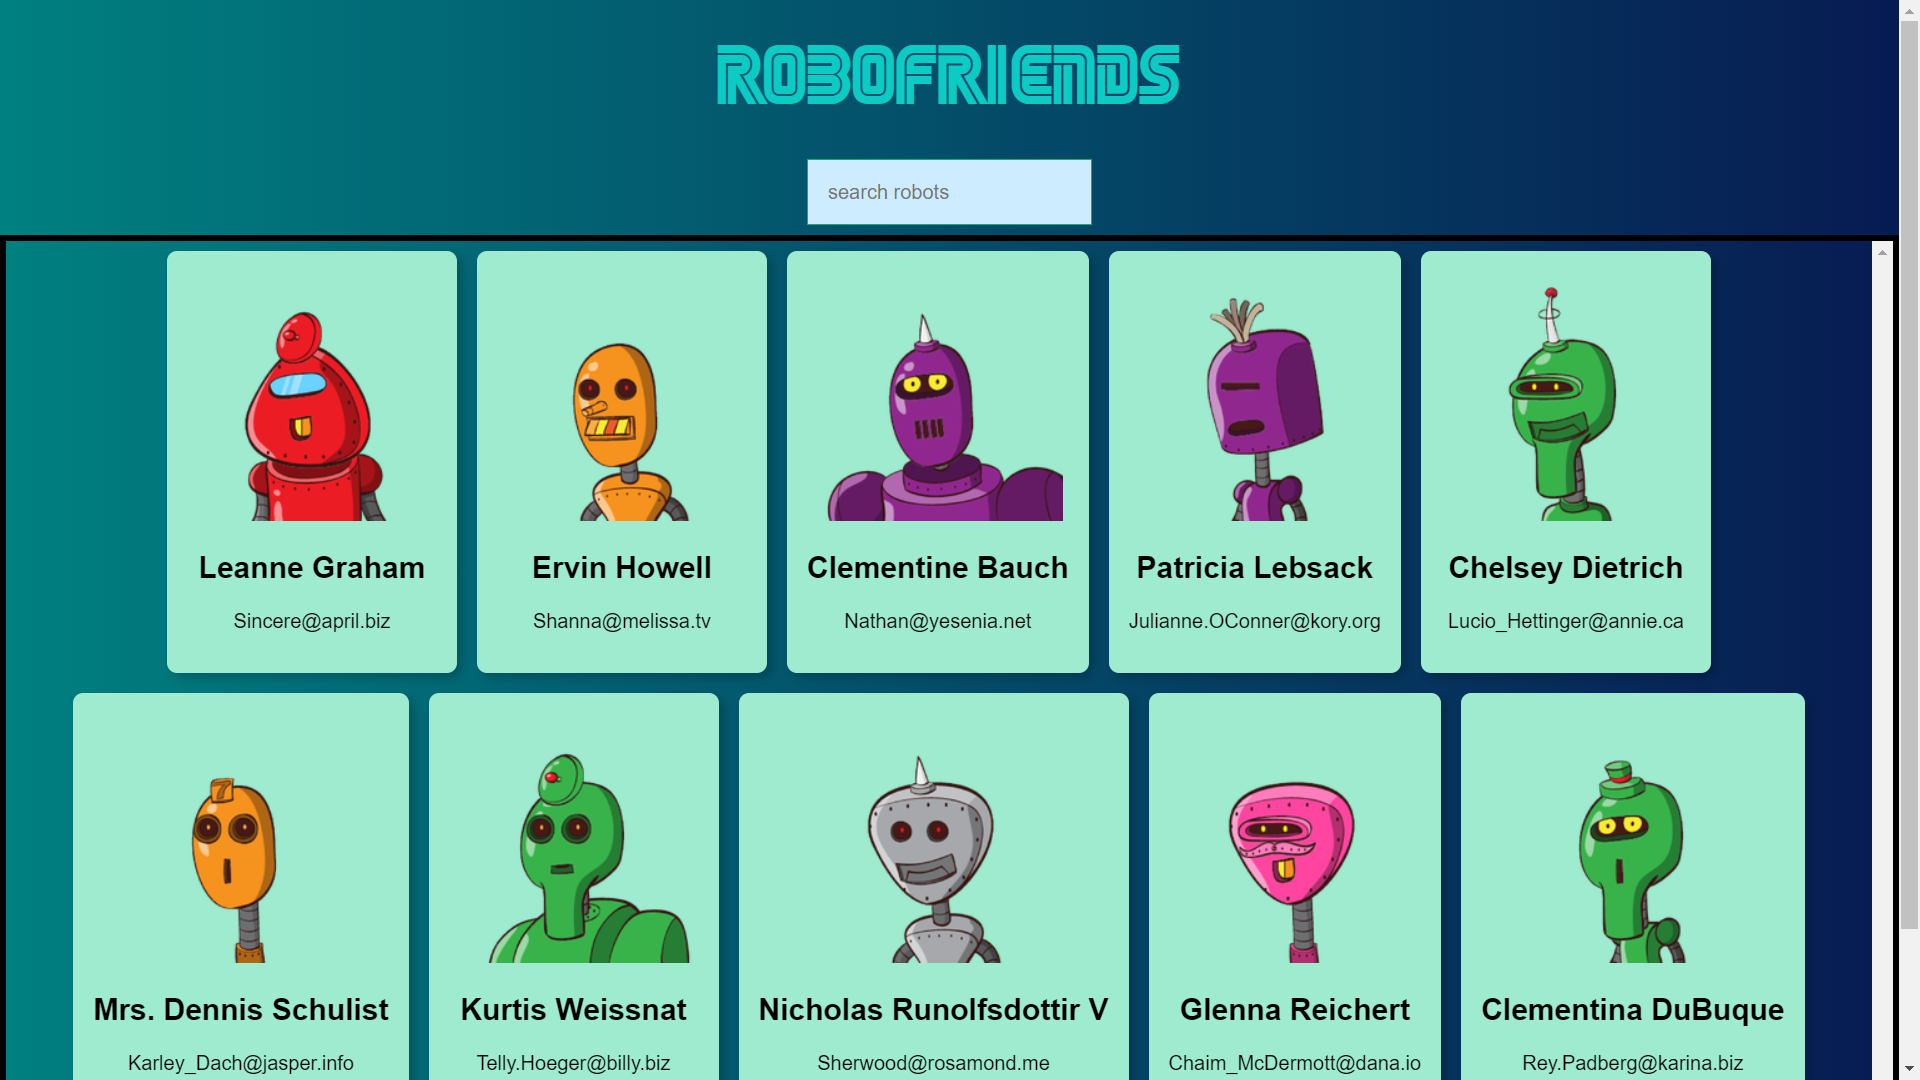 ROBOFRIENDS
search robots
Leanne Graham
Sincere@april.biz
Ervin Howell
Shanna@melissa.tv
Clementine Bauch
Nathan@yesenia.net
Patricia Lebsack
Julianne.OConner@kory.org
Chelsey Dietrich
Lucio_Hettinger@annie.ca
7
Mrs. Dennis Schulist
Karley_Dach@jasper.info
Kurtis Weissnat
Telly.Hoeger@billy.biz
Nicholas Runolfsdottir V
Sherwood@rosamond.me
Glenna Reichert
Chaim_McDermott@dana.io
Clementina DuBuque
Rey.Padberg@karina.biz